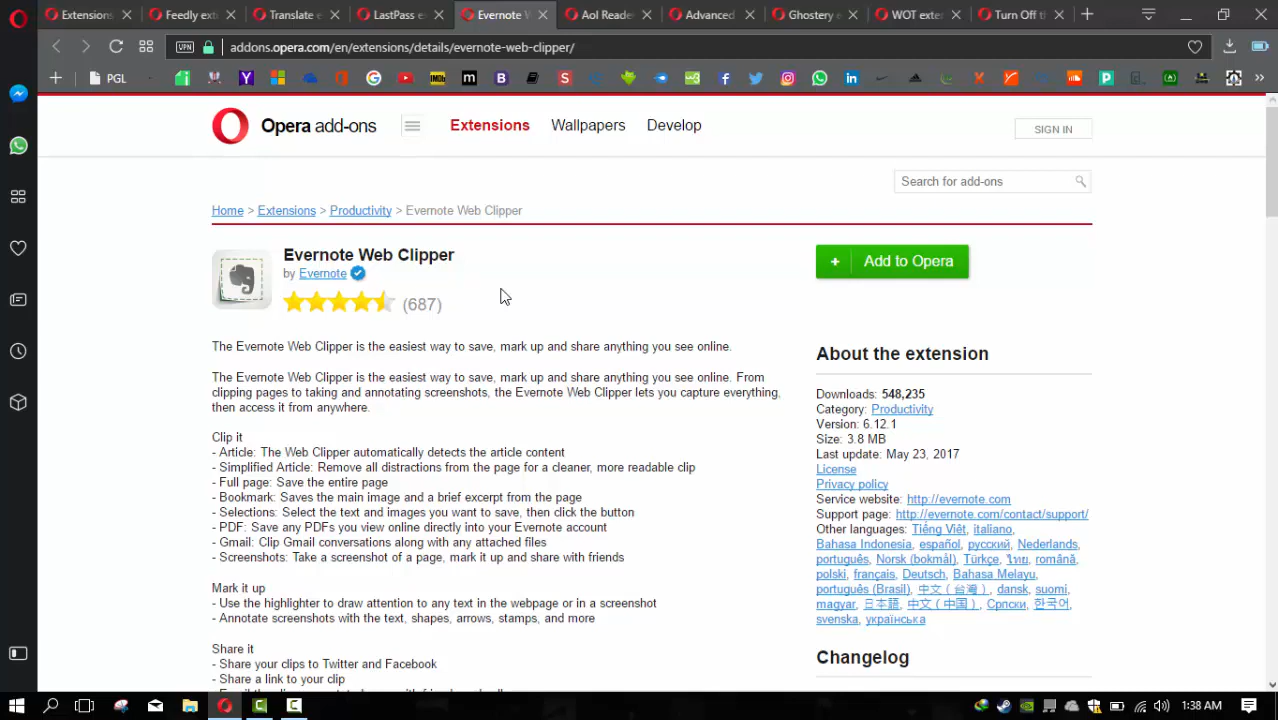 Extensions
Feedly ext
Translate e
LastPass ex
Evernote W
Aol Reade
Advanced
Ghostery e
WOT exter
Turn Off th
VPN
addons.opera.com/en/extensions/details/evernote-web-clipper/
PGL
IMDb
Opera add-ons
Extensions
Wallpapers
Develop
SIGN IN
Search for add-ons
Home > Extensions > Productivity > Evernote Web Clipper
Evernote Web Clipper
by Evernote
(687)
+ Add to Opera
The Evernote Web Clipper is the easiest way to save, mark up and share anything you see online.
The Evernote Web Clipper is the easiest way to save, mark up and share anything you see online. From
clipping pages to taking and annotating screenshots, the Evernote Web Clipper lets you capture everything,
then access it from anywhere.
Clip it
- Article: The Web Clipper automatically detects the article content
- Simplified Article: Remove all distractions from the page for a cleaner, more readable clip
- Full page: Save the entire page
- Bookmark: Saves the main image and a brief excerpt from the page
- Selections: Select the text and images you want to save, then click the button
- PDF: Save any PDFs you view online directly into your Evernote account
- Gmail: Clip Gmail conversations along with any attached files
- Screenshots: Take a screenshot of a page, mark it up and share with friends
Mark it up
- Use the highlighter to draw attention to any text in the webpage or in a screenshot
- Annotate screenshots with the text, shapes, arrows, stamps, and more
Share it
- Share your clips to Twitter and Facebook
- Share a link to your clip
About the extension
Downloads: 548,235
Category: Productivity
Version: 6.12.1
Size: 3.8 MB
Last update: May 23, 2017
License
Privacy policy
Service website: http://evernote.com
Support page: http://evernote.com/contact/support/
Other languages: Tiếng Việt, italiano,
Bahasa Indonesia, español, русский, Nederlands,
português, Norsk (bokmål) Türkçe, ไทย, română,
polski, français, Deutsch, Bahasa Melayu,
português (Brasil), 中文（台灣）, dansk, suomi,
magyar, 日本語, 中文（中国）, Српски, 한국어,
svenska, українська
Changelog
1:38 AM